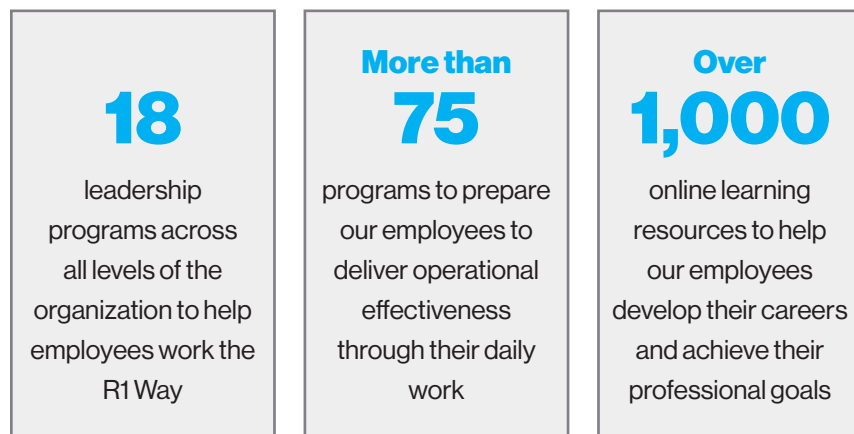 18
leadership
programs across
all levels of the
organization to help
employees work the
R1 Way
More than
75
programs to prepare
our employees to
deliver operational
effectiveness
through their daily
work
Over
1,000
online learning
resources to help
our employees
develop their careers
and achieve their
professional goals